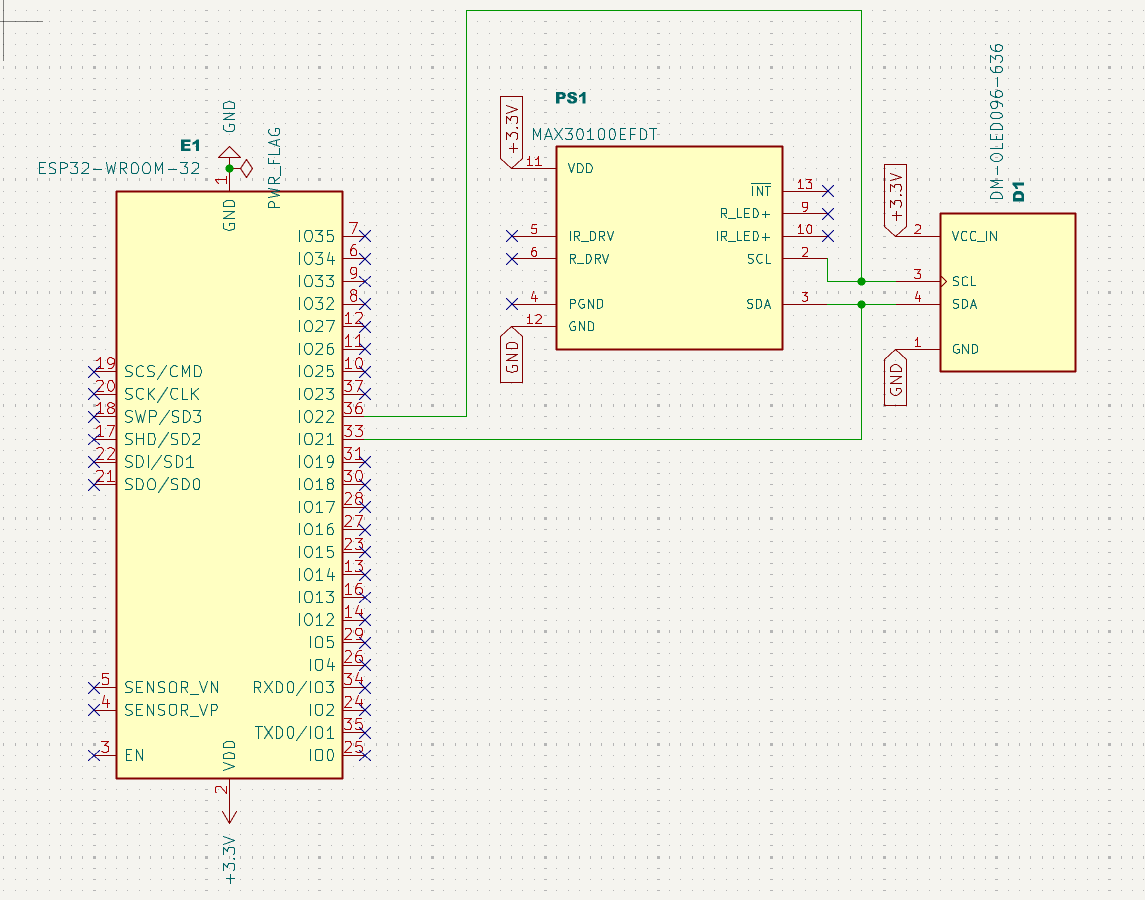 GND
PWR_FLAG
E1
ESP32-WROOM-32
1
GND
IO35 7
IO34 6
IO33 9
IO32 8
IO27 12
IO26 11
19 SCS/CMD IO25 10
20 SCK/CLK IO23 37
18 SWP/SD3 IO22 36
17 SHD/SD2 IO21 33
22 SDI/SD1 IO19 31
21 SDO/SD0 IO18 30
IO17 28
IO16 27
IO15 23
IO14 13
IO13 16
IO12 14
IO5 29
IO4 26
5 SENSOR_VN RXD0/IO3 34
4 SENSOR_VP IO2 24
TXD0/IO1 35
3 EN IO0 25
VDD
2
+3.3V
PS1
MAX30100EFDT
+3.3V
11 VDD
INT 13
R_LED+ 9
5 IR_DRV IR_LED+ 10
6 R_DRV SCL 2
4 PGND SDA 3
12 GND
GND
DM-OLED096-636
D1
+3.3V
2 VCC_IN
3 SCL
4 SDA
1 GND
GND